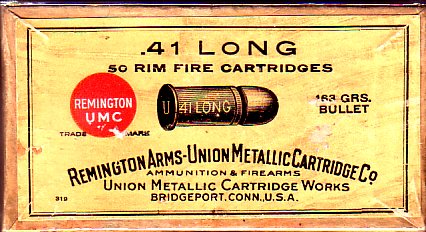 .41 LONG
50 RIM FIRE CARTRIDGES
REMINGTON
UMC
TRADE MARK
U 41 LONG
163 GRS.
BULLET
REMINGTON ARMS-UNION METALLIC CARTRIDGE CO
AMMUNITION & FIREARMS
UNION METALLIC CARTRIDGE WORKS
319
BRIDGEPORT. CONN., U.S.A.